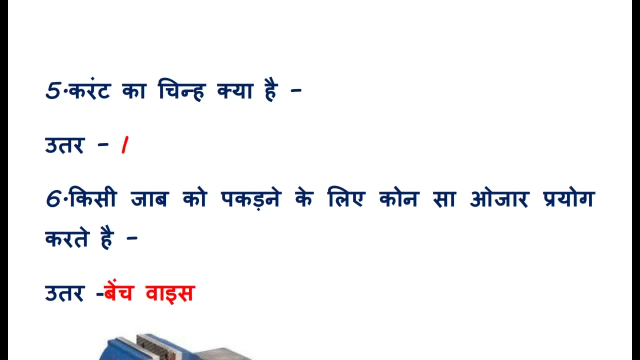 5.करंट का चिन्ह क्या है –
उतर – I
6.किसी जाब को पकड़ने के लिए कोन सा ओजार प्रयोग
करते है –
उतर -बेंच वाइस